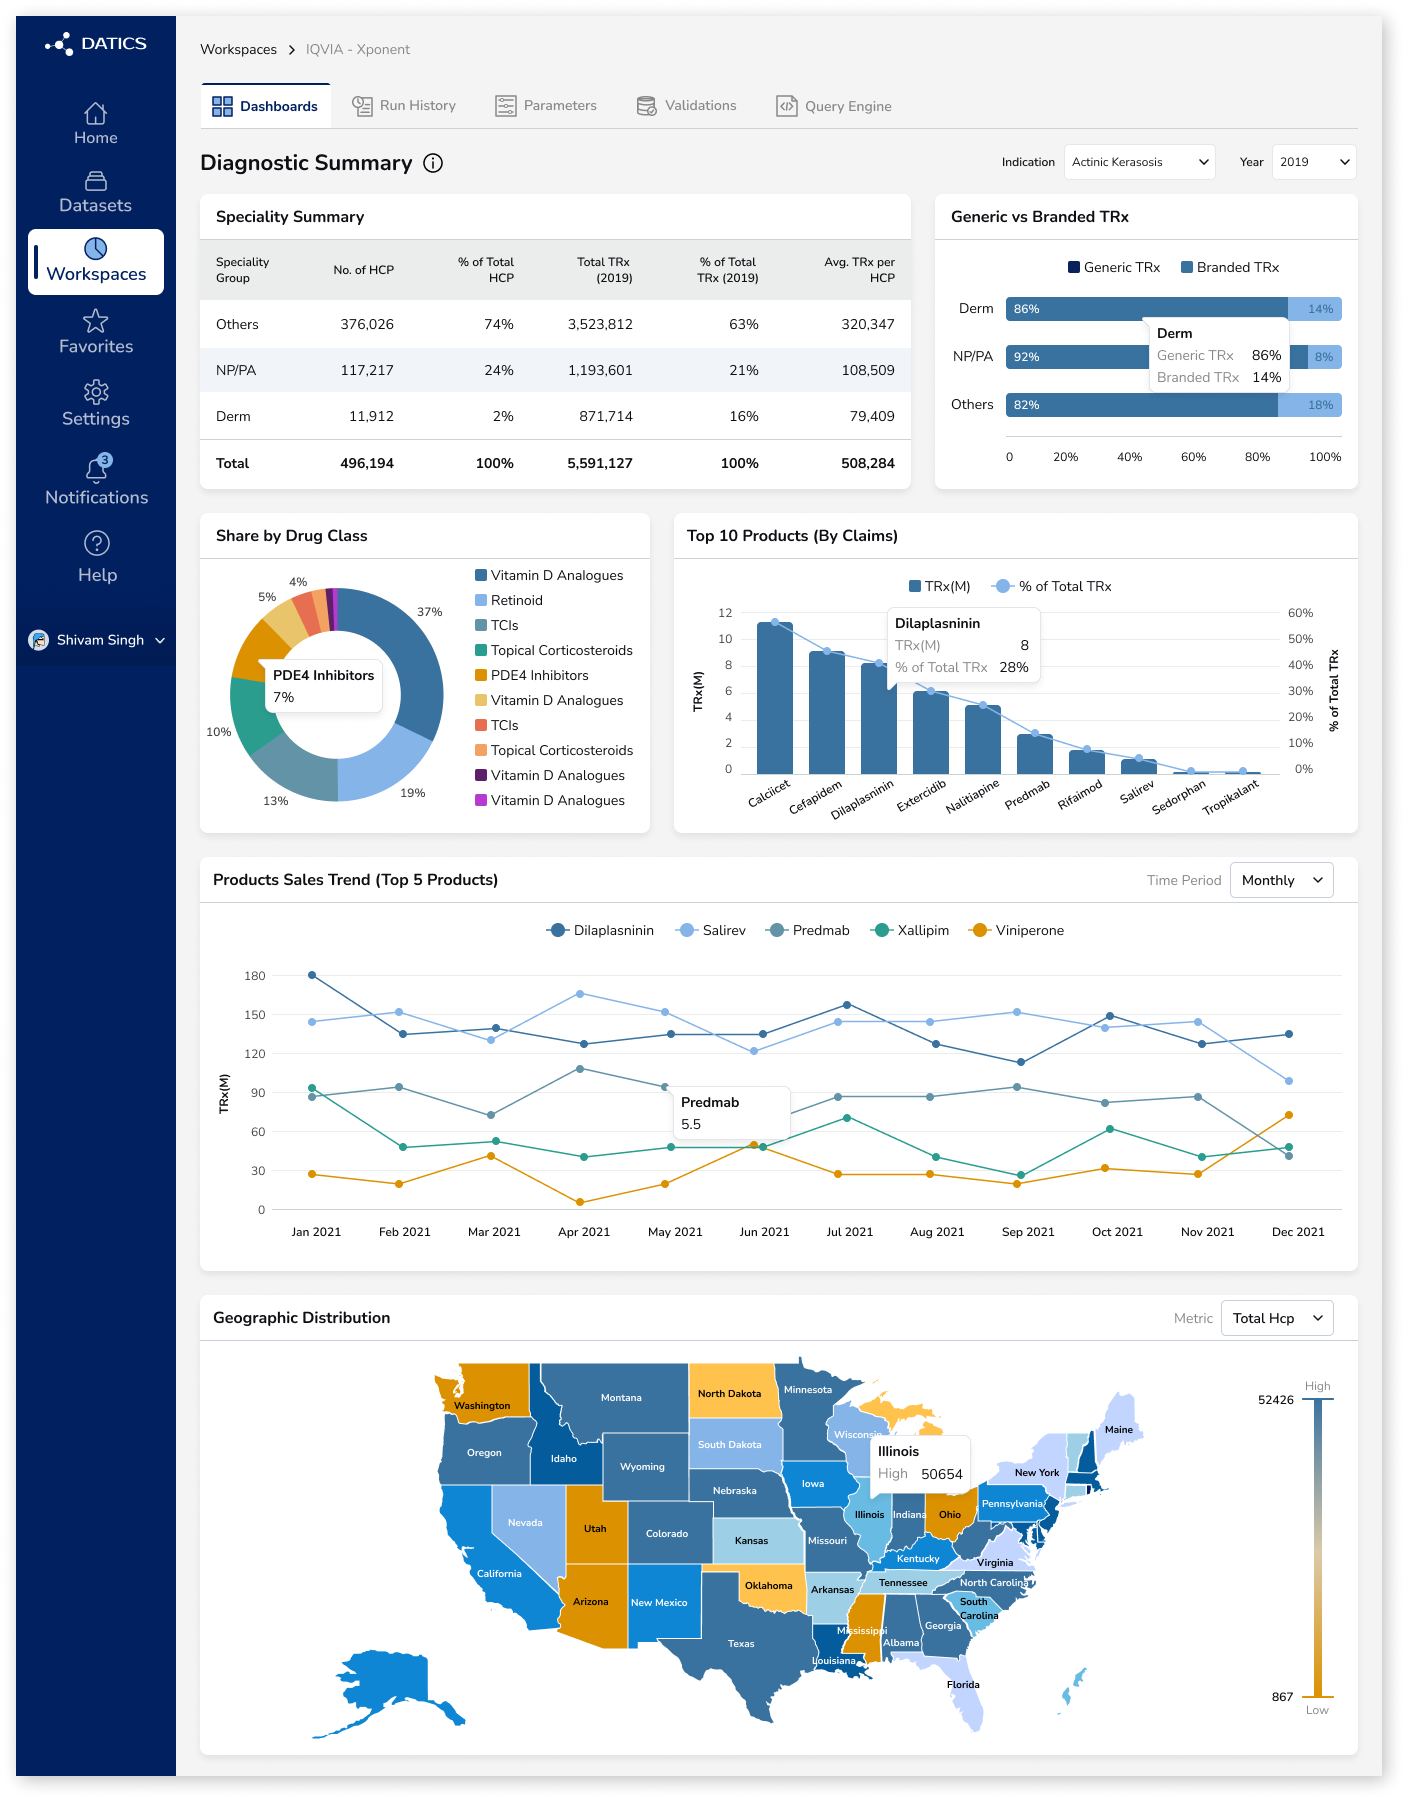 DATICS
Home
Datasets
Workspaces
Favorites
Settings
3
Notifications
Help
Shivam Singh
Workspaces > IQVIA - Xponent
Dashboards Run History Parameters Validations Query Engine
Diagnostic Summary
Indication Actinic Kerasosis Year 2019
Speciality Summary
Speciality Group No. of HCP % of Total HCP Total TRx (2019) % of Total TRx (2019) Avg. TRx per HCP
Others 376,026 74% 3,523,812 63% 320,347
NP/PA 117,217 24% 1,193,601 21% 108,509
Derm 11,912 2% 871,714 16% 79,409
Total 496,194 100% 5,591,127 100% 508,284
Generic vs Branded TRx
Generic TRx Branded TRx
Derm 86% 14%
NP/PA 92% 8%
Others 82% 18%
Derm
Generic TRx 86%
Branded TRx 14%
0 20% 40% 60% 80% 100%
Share by Drug Class
4%
5%
37%
10%
13%
19%
PDE4 Inhibitors
7%
Vitamin D Analogues
Retinoid
TCIs
Topical Corticosteroids
PDE4 Inhibitors
Vitamin D Analogues
TCIs
Topical Corticosteroids
Vitamin D Analogues
Vitamin D Analogues
Top 10 Products (By Claims)
TRx(M) % of Total TRx
12 60%
10 50%
8 40%
6 30%
4 20%
2 10%
0 0%
TRx(M)
% of Total TRx
Dilaplasninin
TRx(M) 8
% of Total TRx 28%
Calciicet Cefapidem Dilaplasninin Extercidib Nalitiapine Predmab Rifaimod Salirev Sedorphan Tropikalant
Products Sales Trend (Top 5 Products)
Time Period Monthly
Dilaplasninin Salirev Predmab Xallipim Viniperone
180
150
120
90
60
30
0
TRx(M)
Predmab
5.5
Jan 2021 Feb 2021 Mar 2021 Apr 2021 May 2021 Jun 2021 Jul 2021 Aug 2021 Sep 2021 Oct 2021 Nov 2021 Dec 2021
Geographic Distribution
Metric Total Hcp
Washington
Montana
North Dakota
Minnesota
Oregon
Idaho
Wyoming
South Dakota
Wisconsin
Maine
New York
Nebraska
Iowa
Illinois
High 50654
Nevada
Utah
Colorado
Kansas
Missouri
Illinois
Indiana
Ohio
Pennsylvania
California
Kentucky
Virginia
Arizona
New Mexico
Oklahoma
Arkansas
Tennessee
North Carolina
South Carolina
Texas
Mississippi
Albama
Georgia
Louisiana
Florida
High
52426
867
Low